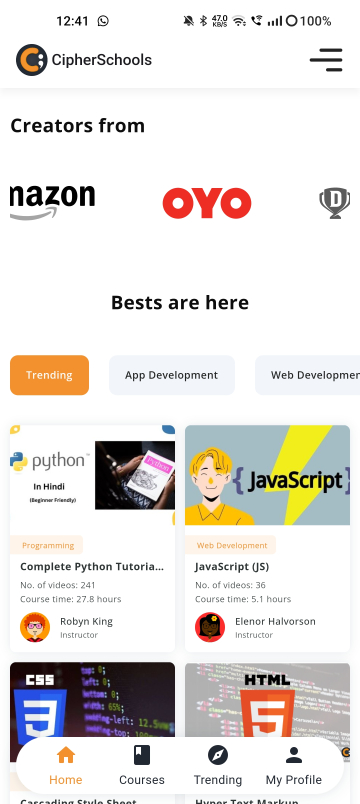 12:41
47.0
KB/S
100%
CipherSchools
Creators from
mazon
OYO
D
Bests are here
Trending
App Development
Web Developmen
python™
In Hindi
(Beginner Friendly)
Python
{ JavaScript }
Programming
Web Development
Complete Python Tutoria...
JavaScript (JS)
No. of videos: 241
No. of videos: 36
Course time: 27.8 hours
Course time: 5.1 hours
Robyn King
Instructor
Elenor Halvorson
Instructor
CSS
HTML
Home
Courses
Trending
My Profile
Cascading Style Sheet
Hyper Text Markup